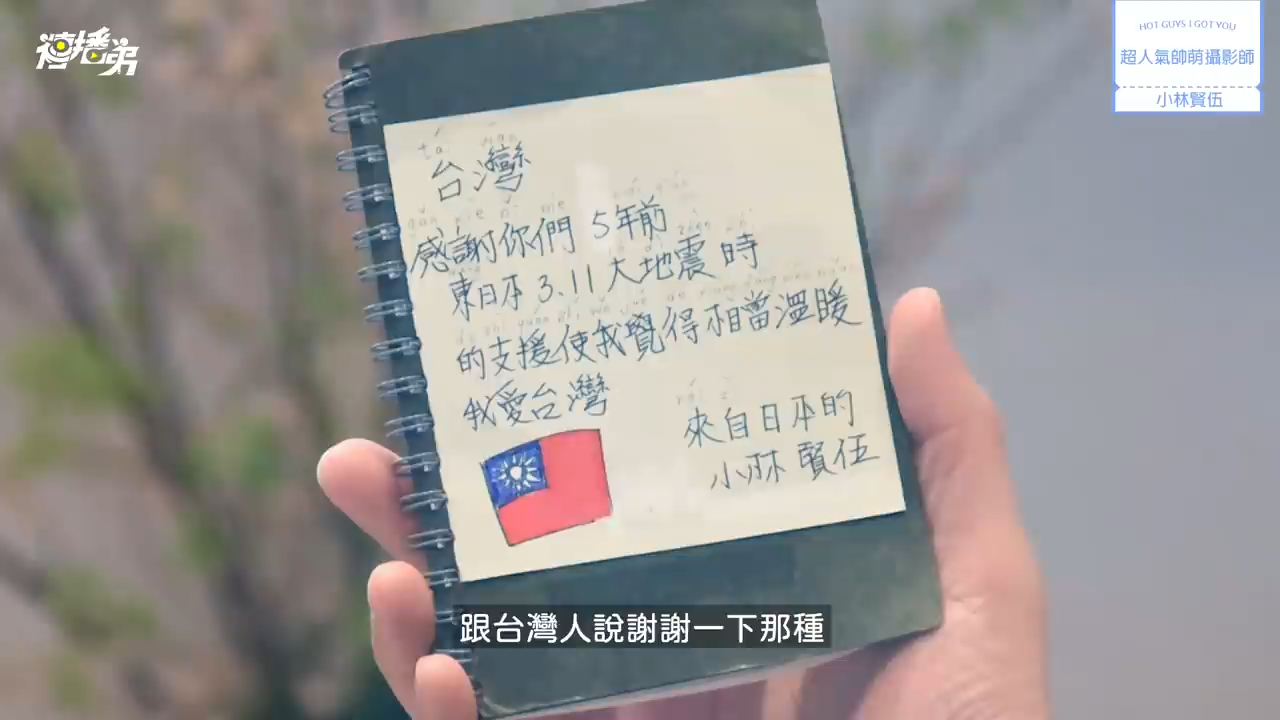 禧播弟
HOT GUYS I GOT YOU
超人氣帥萌攝影師
小林賢伍
台灣
感謝你們 5年前
東日本 3.11 大地震 時
的支援使我覺得相當溫暖
我愛台灣
來自日本的
小林 賢伍
跟台灣人說謝謝一下那種